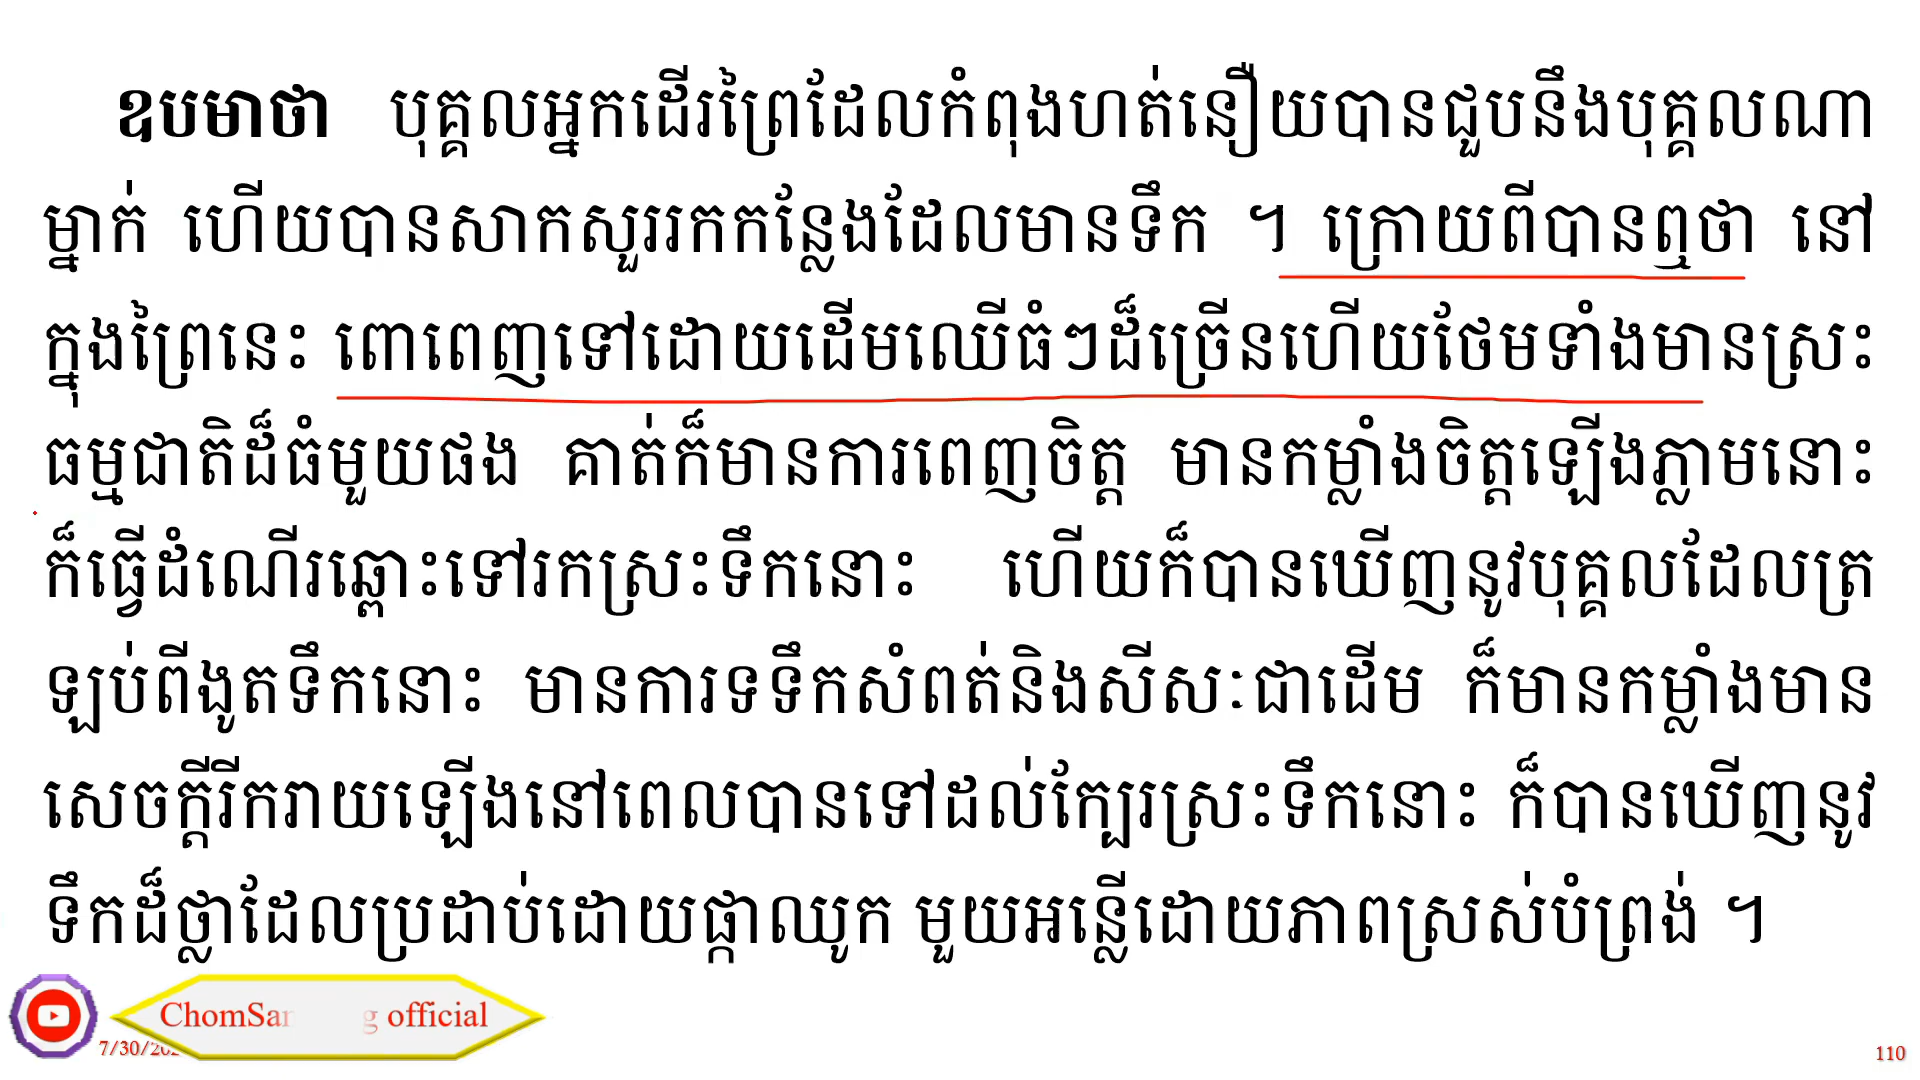 ឧបមាថា បុគ្គលអ្នកដើរព្រៃដែលកំពុងហត់នឿយបានជួបនឹងបុគ្គលណា
ម្នាក់ ហើយបានសាកសួររកកន្លែងដែលមានទឹក ។ ក្រោយពីបានឮថា នៅ
ក្នុងព្រៃនេះ ពោពេញទៅដោយដើមឈើធំៗដ៏ច្រើនហើយថែមទាំងមានស្រះ
ធម្មជាតិដ៏ធំមួយផង គាត់ក៏មានការពេញចិត្ត មានកម្លាំងចិត្តឡើងភ្លាមនោះ
ក៏ធ្វើដំណើរឆ្ពោះទៅរកស្រះទឹកនោះ ហើយក៏បានឃើញនូវបុគ្គលដែលត្រ
ឡប់ពីងូតទឹកនោះ មានការទទឹកសំពត់និងសីសៈជាដើម ក៏មានកម្លាំងមាន
សេចក្តីរីករាយឡើងនៅពេលបានទៅដល់ក្បែរស្រះទឹកនោះ ក៏បានឃើញនូវ
ទឹកដ៏ថ្លាដែលប្រដាប់ដោយផ្កាឈូក មួយអន្លើដោយភាពស្រស់បំព្រង់ ។
official
110